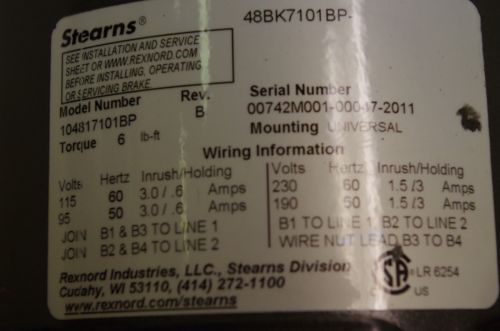 Stearns®
48BK7101BP-
SEE INSTALLATION AND SERVICE
SHEET OR WWW.REXNORD.COM
BEFORE INSTALLING, OPERATING
OR SERVICING BRAKE
Model Number Rev.
104817101BP B
Torque 6 lb-ft
Serial Number
00742M001-00047-2011
Mounting UNIVERSAL
Wiring Information
Volts Hertz Inrush/Holding
115 60 3.0 / .6 Amps
95 50 3.0 / .6 Amps
JOIN B1 & B3 TO LINE 1
JOIN B2 & B4 TO LINE 2
Volts Hertz Inrush/Holding
230 60 1.5 /3 Amps
190 50 1.5 /3 Amps
B1 TO LINE 1 B2 TO LINE 2
WIRE NUT LEAD B3 TO B4
Rexnord Industries, LLC., Stearns Division
Cudahy, WI 53110, (414) 272-1100
www.rexnord.com/stearns
SA
LR 6254
US